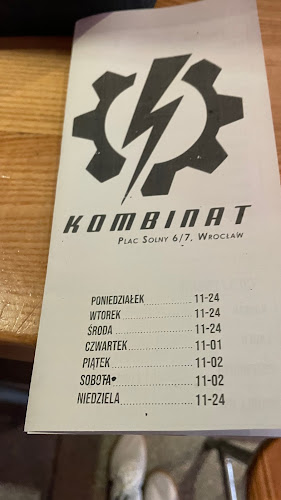 KOMBINAT
PLAC SOLNY 6/7, WROCŁAW
PONIEDZIAŁEK.................11-24
WTOREK.........................11-24
ŚRODA...........................11-24
CZWARTEK.....................11-01
PIĄTEK..........................11-02
SOBOTA.........................11-02
NIEDZIELA......................11-24